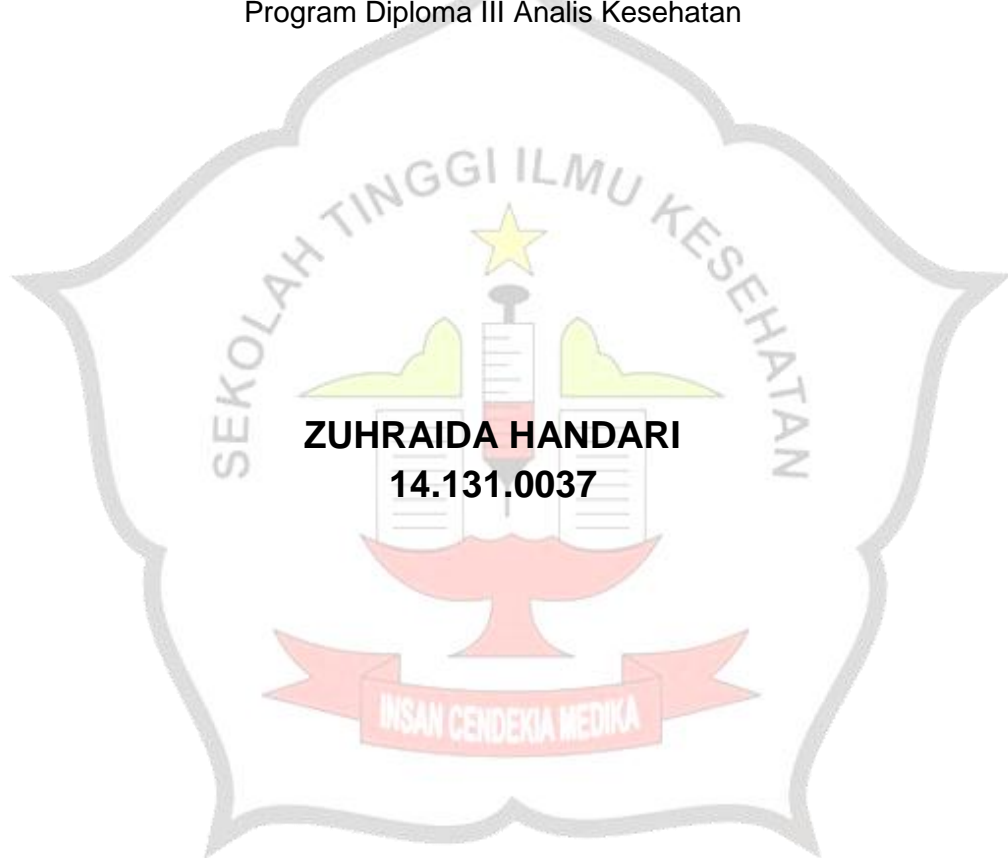 Program Diploma III Analis Kesehatan
SEKOLAH TINGGI ILMU KESEHATAN
ZUHRAIDA HANDARI
14.131.0037
INSAN CENDEKIA MEDIKA